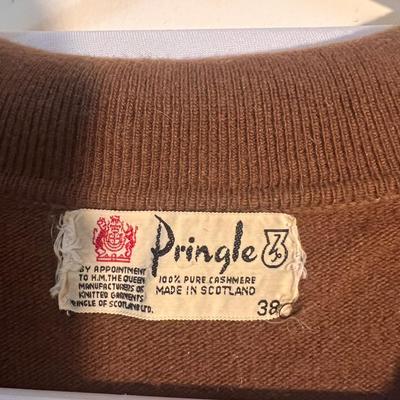 Pringle
BY APPOINTMENT
TO H.M. THE QUEEN
MANUFACTURERS OF
KNITTED GARMENTS
PRINGLE OF SCOTLAND LTD.
100% PURE CASHMERE
MADE IN SCOTLAND
38